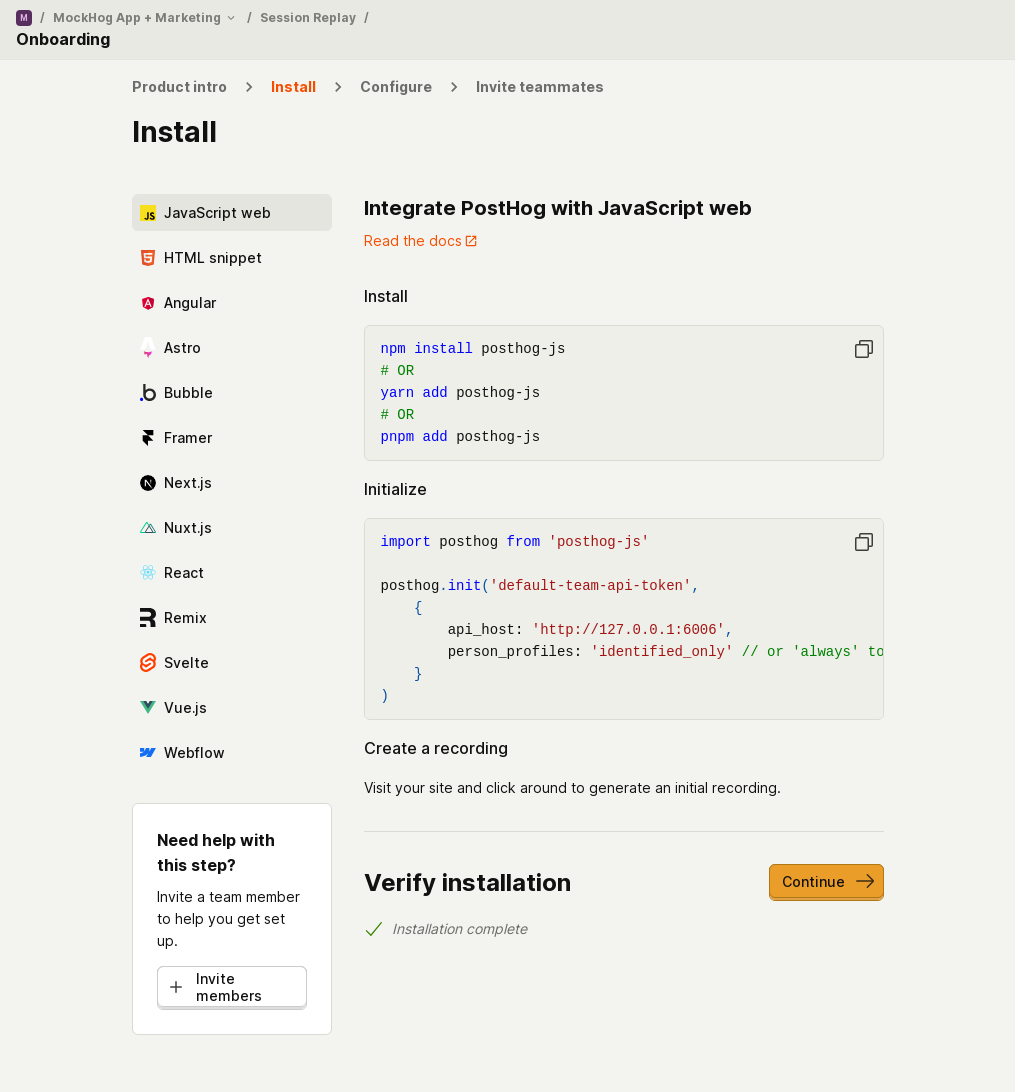 M / MockHog App + Marketing / Session Replay /
Onboarding
Product intro > Install > Configure > Invite teammates
Install
JavaScript web
HTML snippet
Angular
Astro
Bubble
Framer
Next.js
Nuxt.js
React
Remix
Svelte
Vue.js
Webflow
Need help with
this step?
Invite a team member
to help you get set
up.
Invite
members
Integrate PostHog with JavaScript web
Read the docs
Install
npm install posthog-js
# OR
yarn add posthog-js
# OR
pnpm add posthog-js
Initialize
import posthog from 'posthog-js'
posthog.init('default-team-api-token',
{
api_host: 'http://127.0.0.1:6006',
person_profiles: 'identified_only' // or 'always' to
}
)
Create a recording
Visit your site and click around to generate an initial recording.
Verify installation
Continue
Installation complete